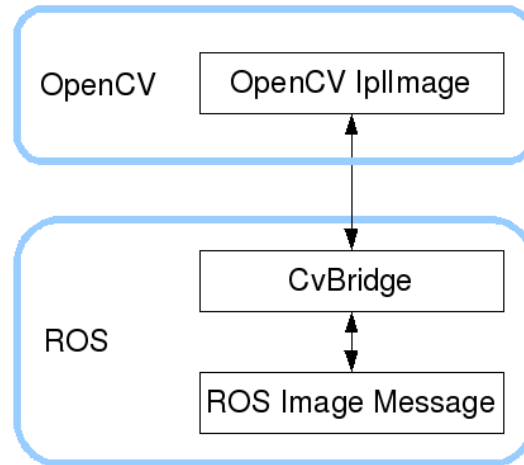 OpenCV
OpenCV IplImage
CvBridge
ROS
ROS Image Message